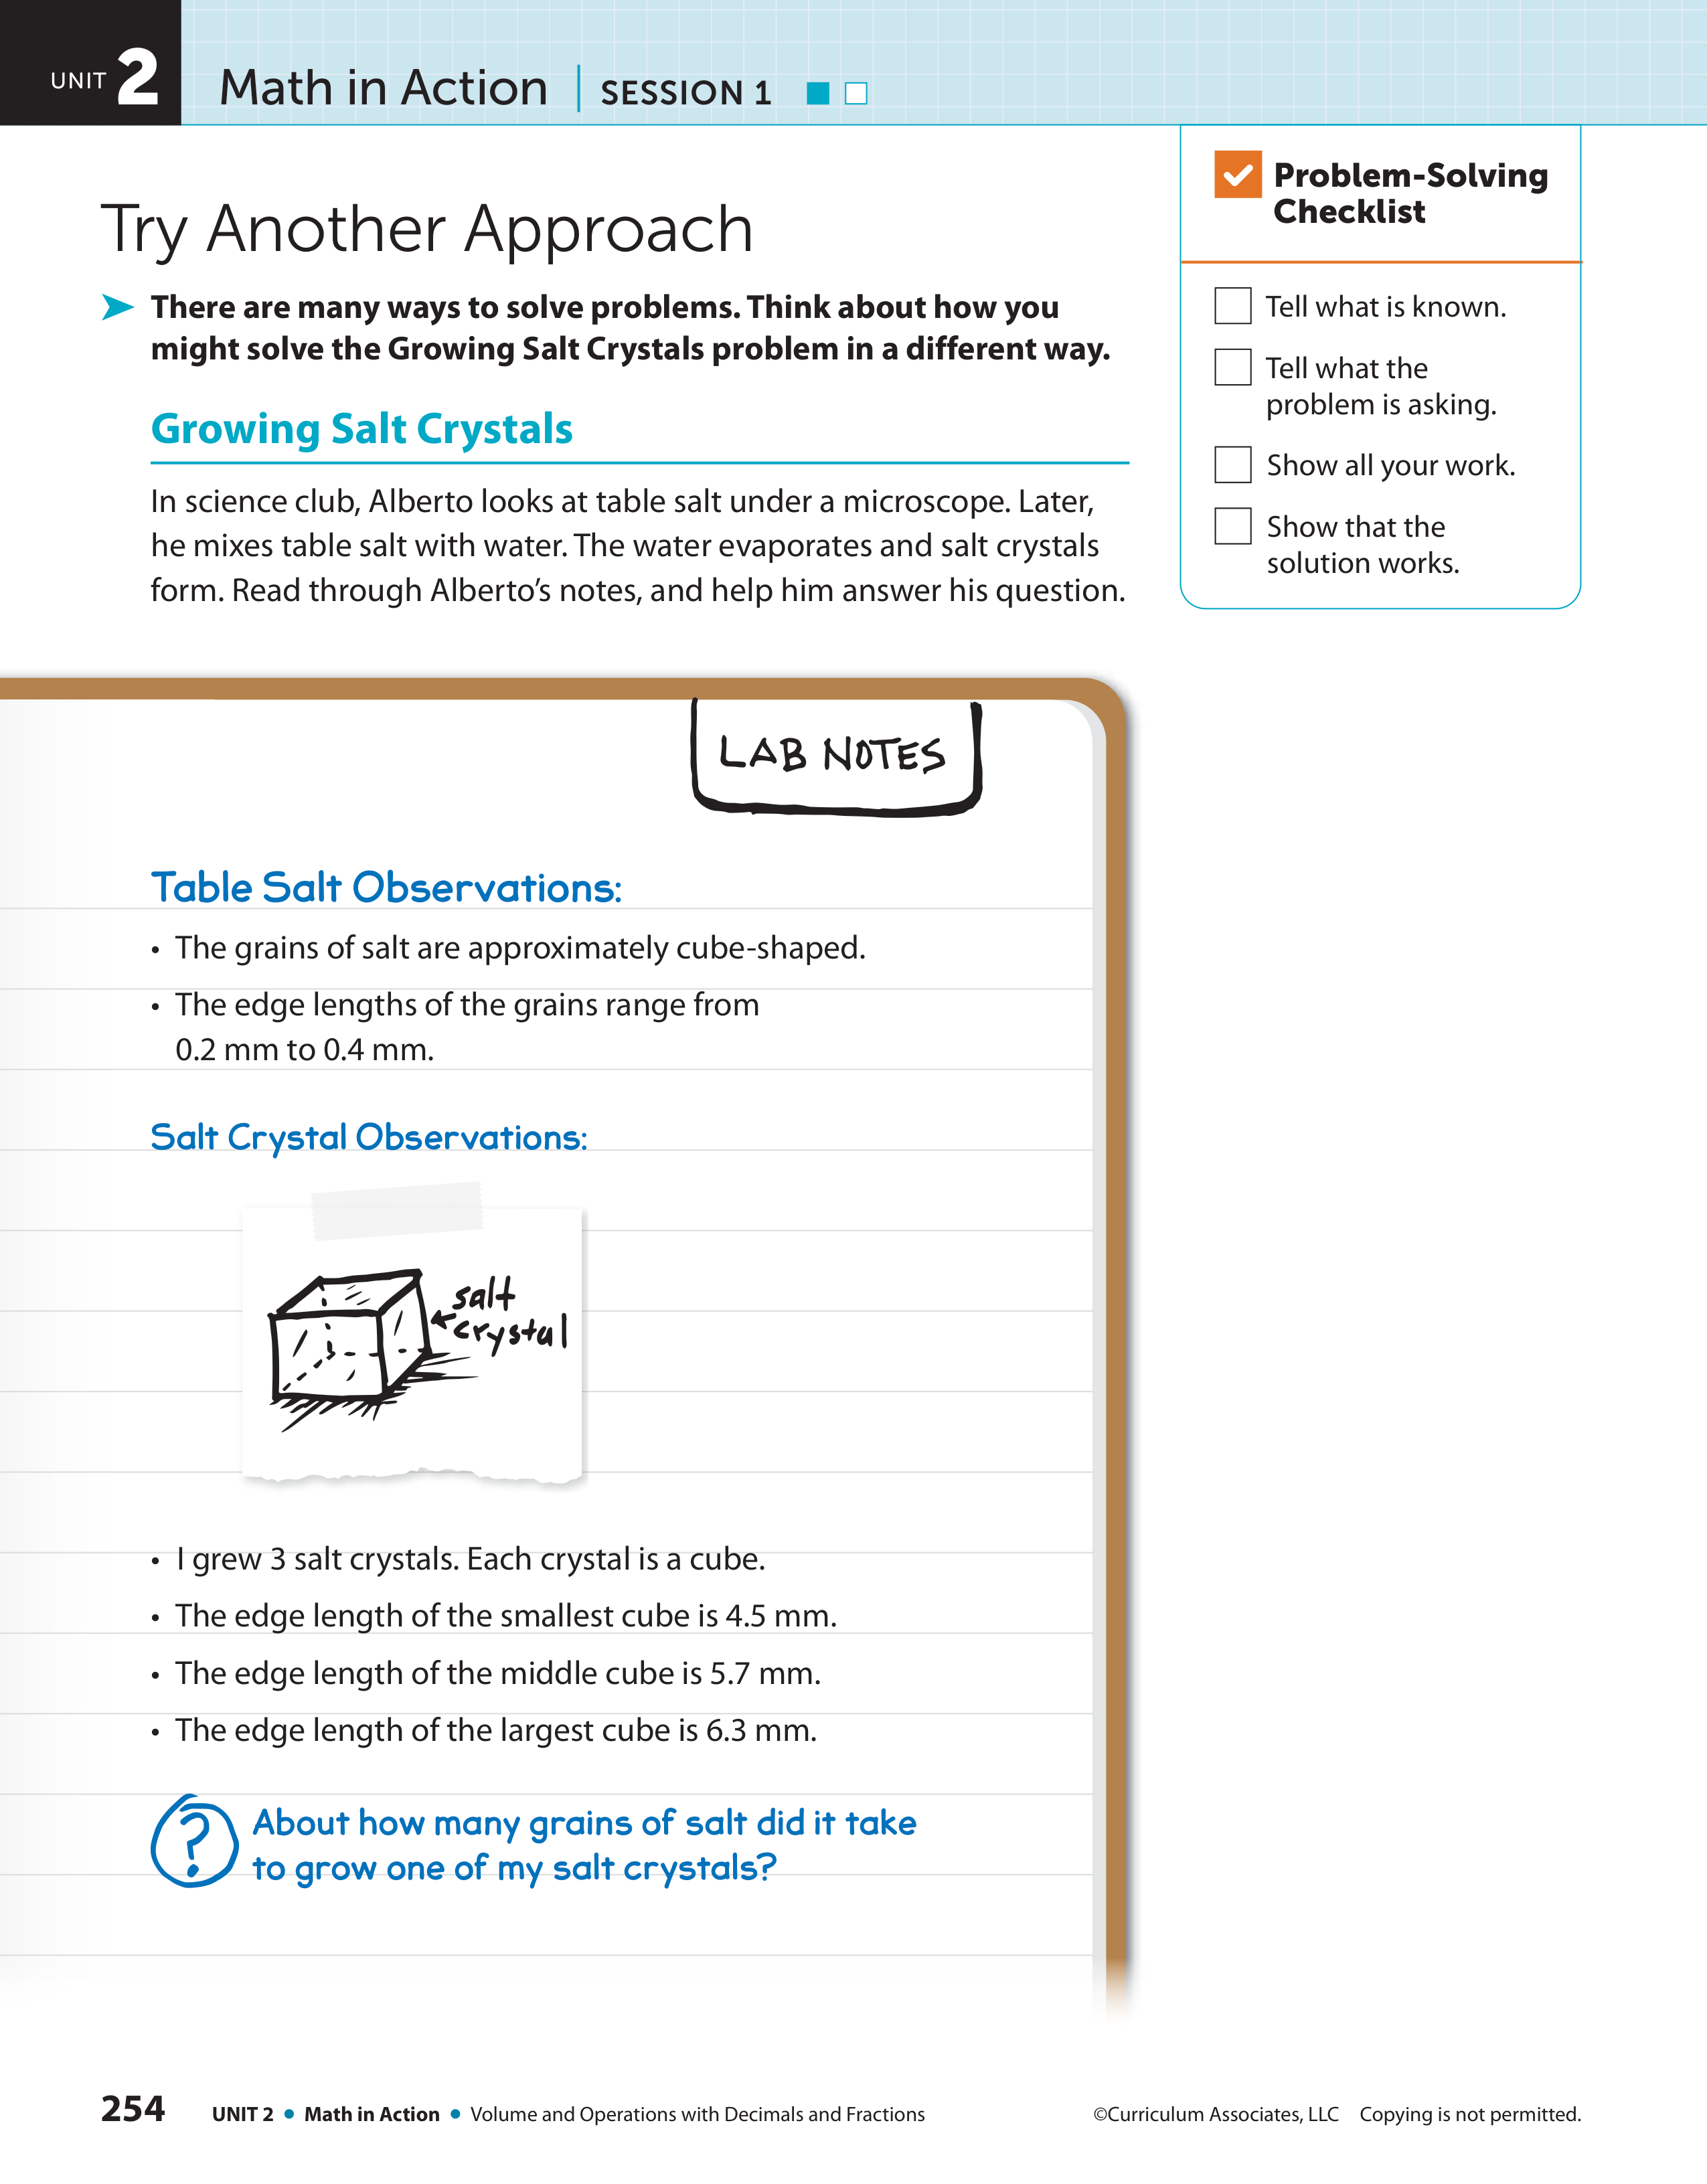 UNIT 2 Math in Action | SESSION 1
Problem-Solving
Checklist
Tell what is known.
Tell what the
problem is asking.
Show all your work.
Show that the
solution works.
Try Another Approach
There are many ways to solve problems. Think about how you
might solve the Growing Salt Crystals problem in a different way.
Growing Salt Crystals
In science club, Alberto looks at table salt under a microscope. Later,
he mixes table salt with water. The water evaporates and salt crystals
form. Read through Alberto’s notes, and help him answer his question.
LAB NOTES
Table Salt Observations:
• The grains of salt are approximately cube-shaped.
• The edge lengths of the grains range from
0.2 mm to 0.4 mm.
Salt Crystal Observations:
salt
crystal
• I grew 3 salt crystals. Each crystal is a cube.
• The edge length of the smallest cube is 4.5 mm.
• The edge length of the middle cube is 5.7 mm.
• The edge length of the largest cube is 6.3 mm.
? About how many grains of salt did it take
to grow one of my salt crystals?
254 UNIT 2 • Math in Action • Volume and Operations with Decimals and Fractions ©Curriculum Associates, LLC Copying is not permitted.